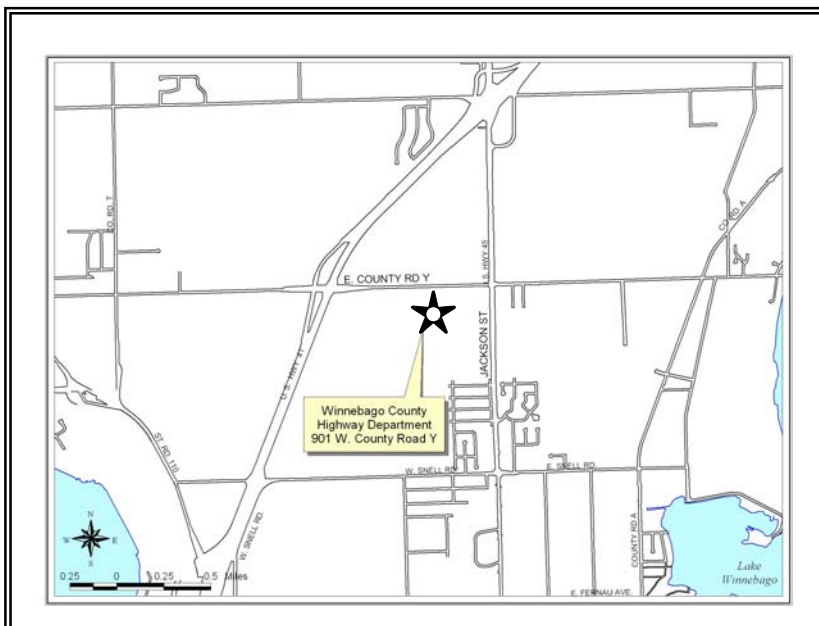 CO. RD. T
CO. RD. A
U.S. HWY 45
E. COUNTY RD Y
JACKSON ST
U.S. HWY 41
Winnebago County
Highway Department
901 W. County Road Y
ST. RD. 110
W. SNELL RD.
E. SNELL RD
W. SNELL RD.
COUNTY RD A
N
W E
S
0.25 0 0.25 0.5 Miles
Lake
Winnebago
E. FERNAU AVE.